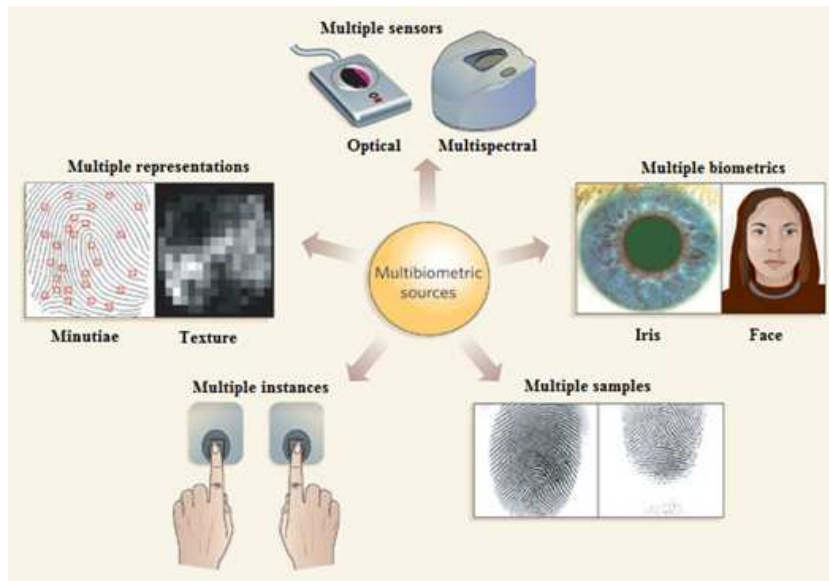 Multiple sensors
Optical
Multispectral
Multiple representations
Multiple biometrics
Multibiometric
sources
Minutiae
Texture
Iris
Face
Multiple instances
Multiple samples